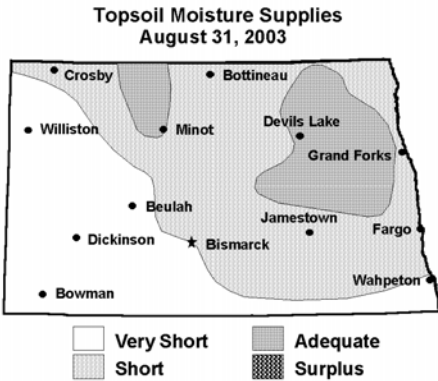 Topsoil Moisture Supplies
August 31, 2003
Crosby
Bottineau
Williston
Minot
Devils Lake
Grand Forks
Beulah
Jamestown
Fargo
Dickinson
Bismarck
Wahpeton
Bowman
Very Short
Adequate
Short
Surplus